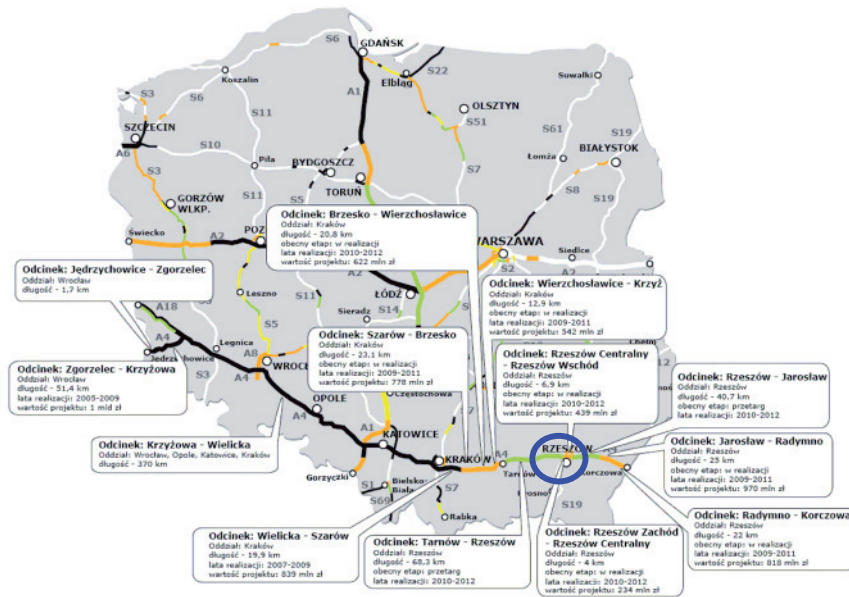 S6
GDAŃSK
S6
Koszalin
Elbląg
S22
Suwałki
S3
S6
A1
OLSZTYN
S3
S11
S51
S61
SZCZECIN
S10
S19
A6
Piła
BYDGOSZCZ
S7
Łomża
BIAŁYSTOK
S3
TORUŃ
S8
S11
S5
S19
GORZÓW
WLKP.
Odcinek: Brzesko - Wierzchosławice
Oddział: Kraków
długość - 20,8 km
obecny etap: w realizacji
lata realizacji: 2010-2012
wartość projektu: 622 mln zł
Świecko
A2
POZ
WARSZAWA
Siedlce
S2
A2
Odcinek: Jędrzychowice - Zgorzelec
Oddział: Wrocław
długość - 1,7 km
Odcinek: Wierzchosławice - Krzyż
Oddział: Kraków
długość - 12,9 km
obecny etap: w realizacji
lata realizacji: 2009-2011
wartość projektu: 542 mln zł
Leszno
S11
ŁÓDŹ
Sieradz
S14
A18
S5
Legnica
A8
A4
Jędrzychowice
S3
WROC
A4
Odcinek: Szarów - Brzesko
Oddział: Kraków
długość - 23,1 km
obecny etap: w realizacji
lata realizacji: 2009-2011
wartość projektu: 778 mln zł
Odcinek: Rzeszów Centralny
- Rzeszów Wschód
Oddział: Rzeszów
długość - 6,9 km
obecny etap: w realizacji
lata realizacji: 2010-2012
wartość projektu: 439 mln zł
Odcinek: Zgorzelec - Krzyżowa
Oddział: Wrocław
długość - 51,4 km
lata realizacji: 2005-2009
wartość projektu: 1 mld zł
Odcinek: Rzeszów - Jarosław
Oddział: Rzeszów
długość - 40,7 km
obecny etap: przetarg
lata realizacji: 2010-2012
OPOLE
Częstochowa
A4
A1
Odcinek: Krzyżowa - Wielicka
Oddział: Wrocław, Opole, Katowice, Kraków
długość - 370 km
KATOWICE
KRAKÓW
A4
Tarnów
RZESZÓW
Korczowa
Odcinek: Jarosław - Radymno
Oddział: Rzeszów
długość - 25 km
obecny etap: w realizacji
lata realizacji: 2009-2011
wartość projektu: 970 mln zł
Gorzyczki
S1
Bielsko-
Biała
S69
S7
Rabka
S19
Odcinek: Wielicka - Szarów
Oddział: Kraków
długość - 19,9 km
lata realizacji: 2007-2009
wartość projektu: 839 mln zł
Odcinek: Tarnów - Rzeszów
Oddział: Rzeszów
długość - 68,3 km
obecny etap: przetarg
lata realizacji: 2010-2012
Odcinek: Rzeszów Zachód
- Rzeszów Centralny
Oddział: Rzeszów
długość - 4 km
obecny etap: w realizacji
lata realizacji: 2010-2012
wartość projektu: 234 mln zł
Odcinek: Radymno - Korczowa
Oddział: Rzeszów
długość - 22 km
obecny etap: w realizacji
lata realizacji: 2009-2011
wartość projektu: 818 mln zł